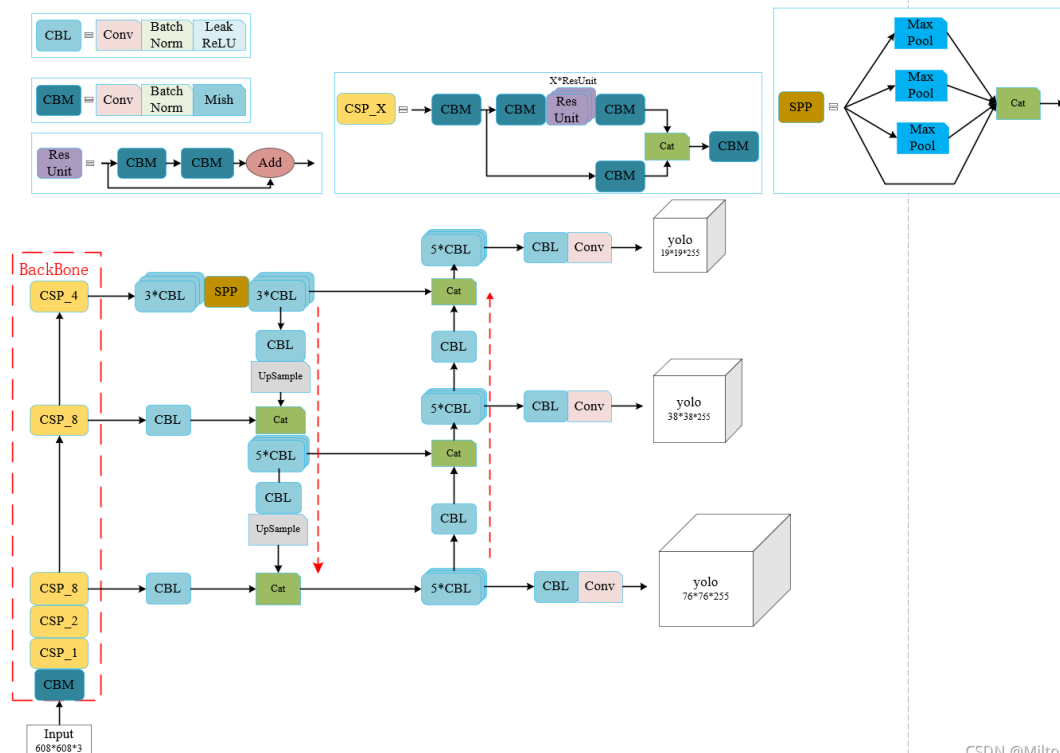 CBL = Conv Batch Norm Leak ReLU
CBM = Conv Batch Norm Mish
Res Unit = CBM CBM Add
X*ResUnit
CSP_X = CBM CBM Res Unit CBM
CBM
Cat
CBM
SPP =
Max Pool
Max Pool
Max Pool
Cat
BackBone
CSP_4
CSP_8
CSP_8
CSP_2
CSP_1
CBM
Input
608*608*3
3*CBL SPP 3*CBL
CBL
UpSample
CBL
Cat
5*CBL
CBL
UpSample
CBL
Cat
5*CBL CBL Conv
yolo
19*19*255
Cat
CBL
5*CBL CBL Conv
yolo
38*38*255
Cat
CBL
5*CBL CBL Conv
yolo
76*76*255
CSDN @Milto